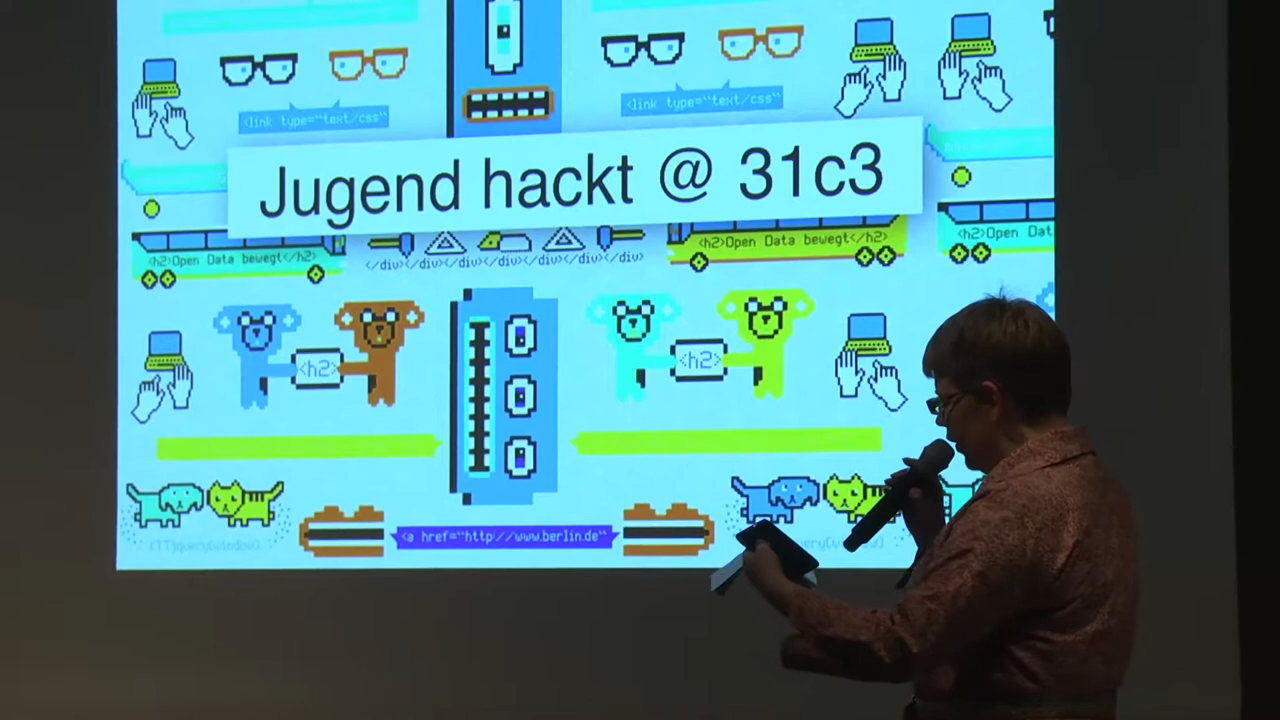 <link type="text/css"
<link type="text/css"
Jugend hackt @ 31c3
<h2>Open Data bewegt</h2>
<h2>Open Data bewegt</h2>
<h2>Open Dat
</div></div></div></div></div></div>
<h2>
<h2>
<a href="http://www.berlin.de"